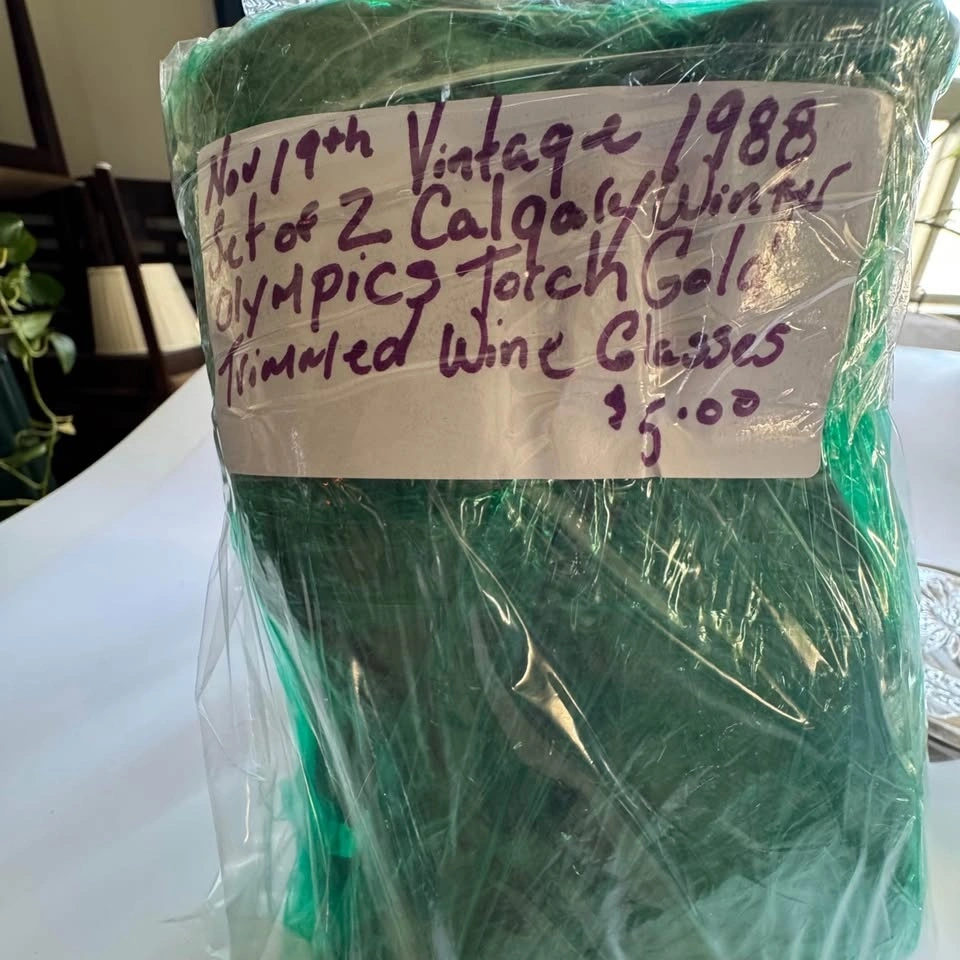 Nov 19th Vintage 1988
Set of 2 Calgary Winter
Olympics Torch Gold
Trimmed Wine Glasses
$5.00